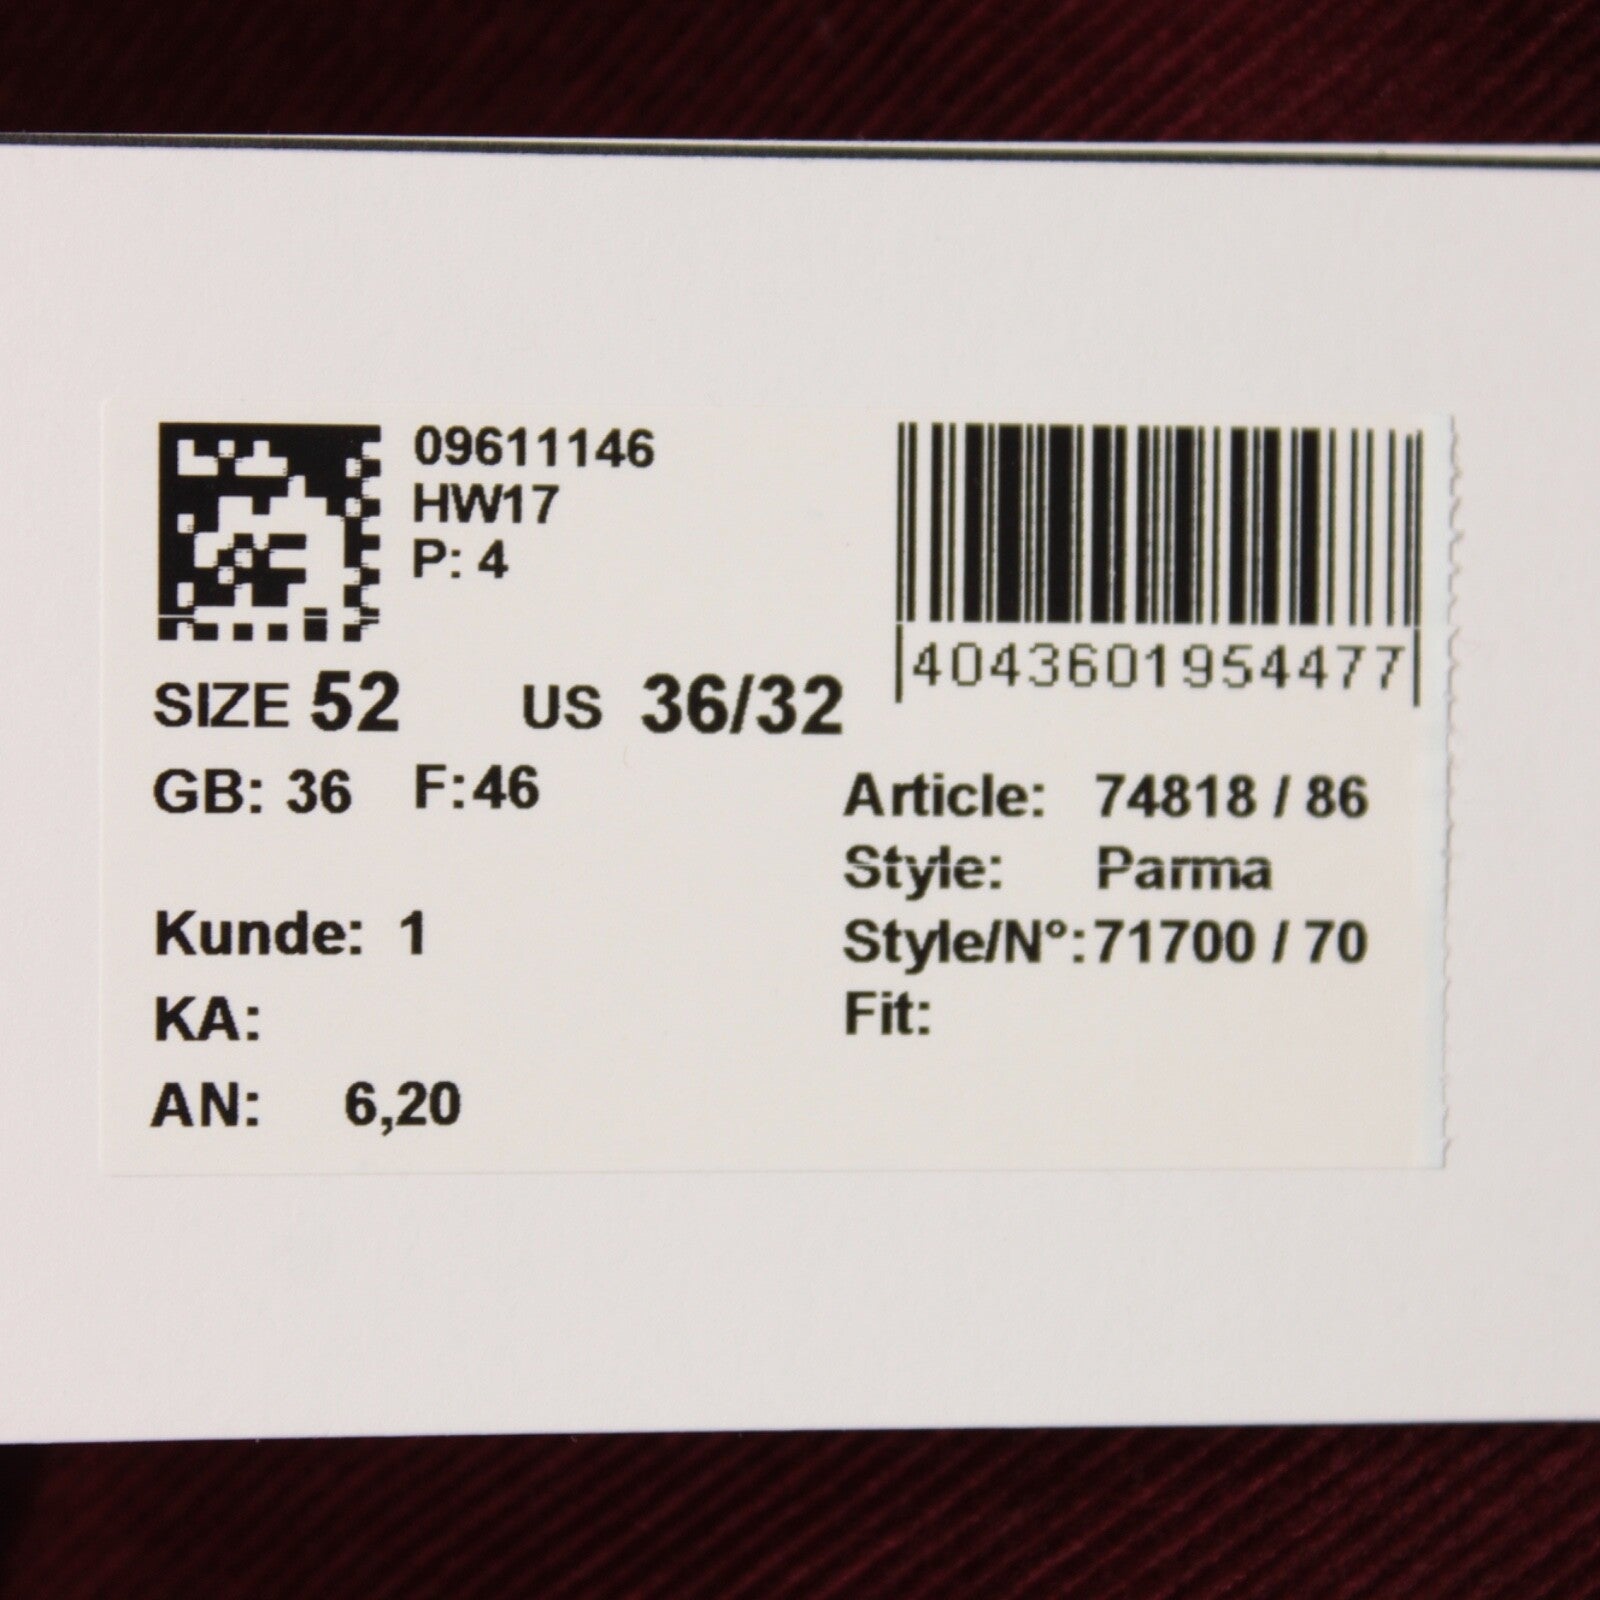 09611146
HW17
P: 4
4043601954477
SIZE 52 US 36/32
GB: 36 F:46
Article: 74818 / 86
Style: Parma
Style/N°:71700 / 70
Fit:
Kunde: 1
KA:
AN: 6,20